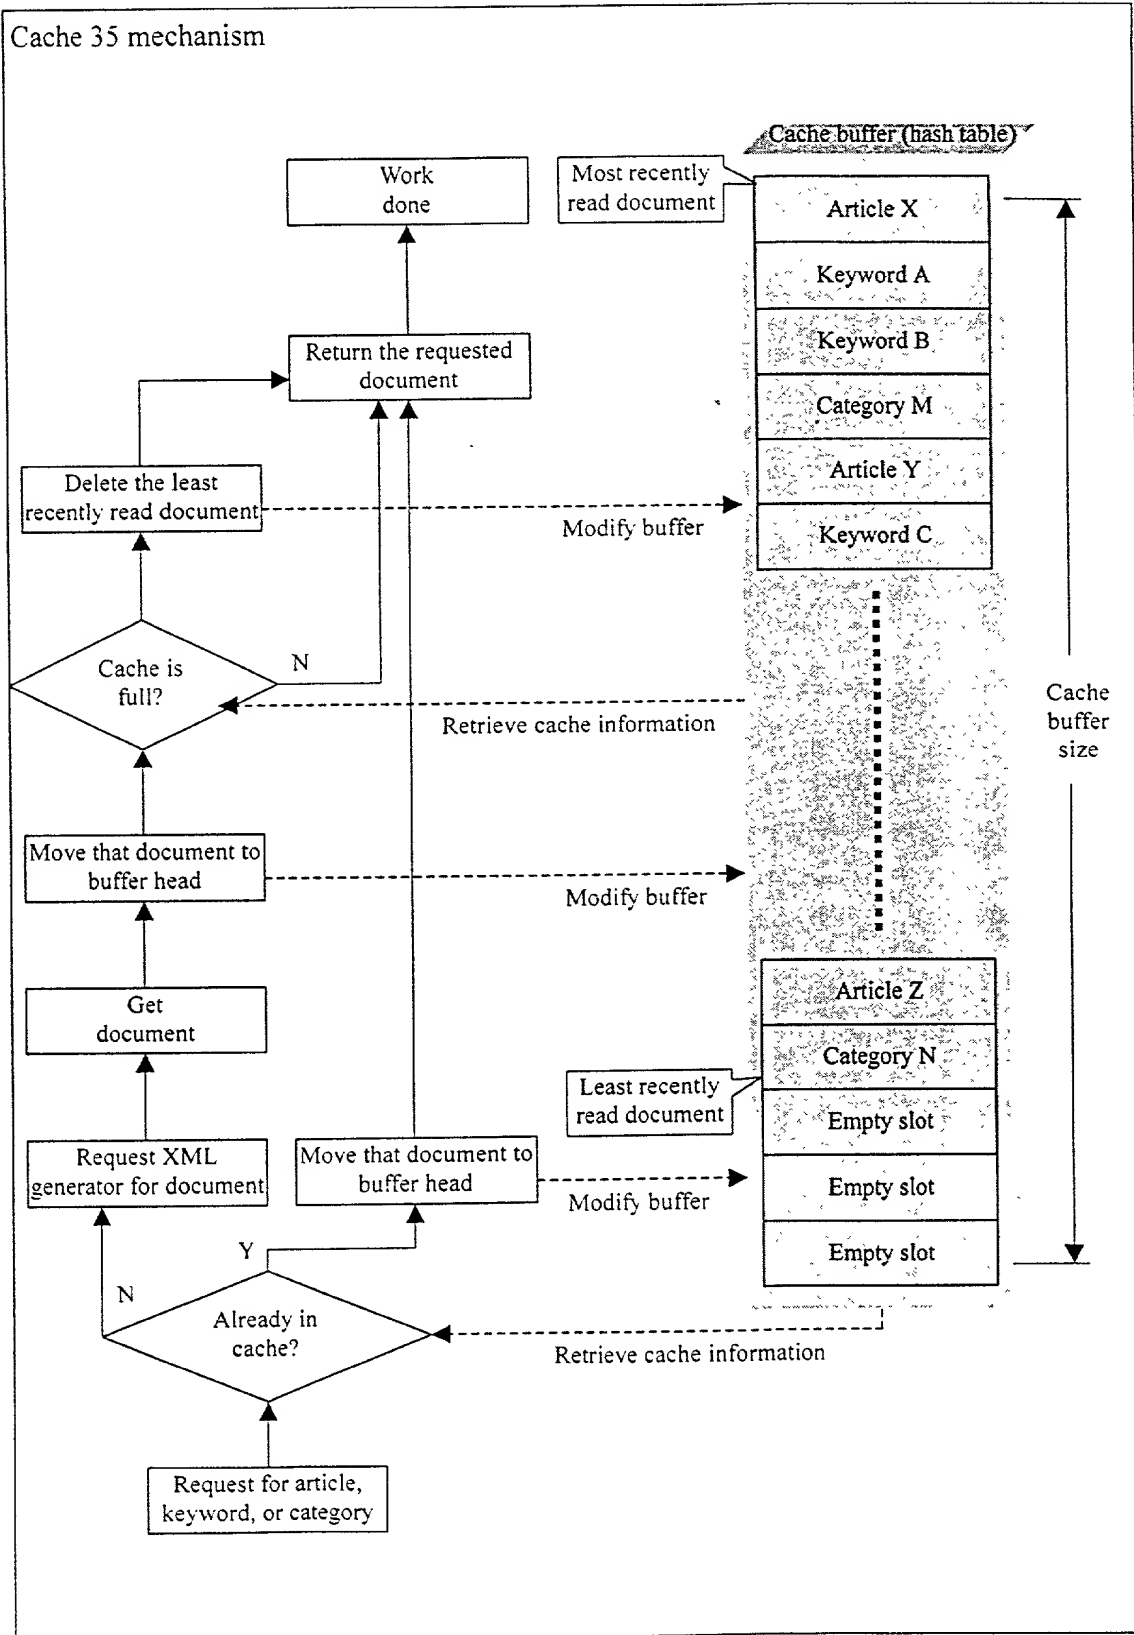 Cache 35 mechanism
Cache buffer (hash table)
Work
done
Most recently
read document
Article X
Keyword A
Keyword B
Return the requested
document
Category M
Article Y
Delete the least
recently read document
Modify buffer
Keyword C
Cache is
full?
N
Retrieve cache information
Cache
buffer
size
Move that document to
buffer head
Modify buffer
Get
document
Article Z
Category N
Least recently
read document
Empty slot
Request XML
generator for document
Move that document to
buffer head
Modify buffer
Empty slot
Empty slot
Y
N
Already in
cache?
Retrieve cache information
Request for article,
keyword, or category